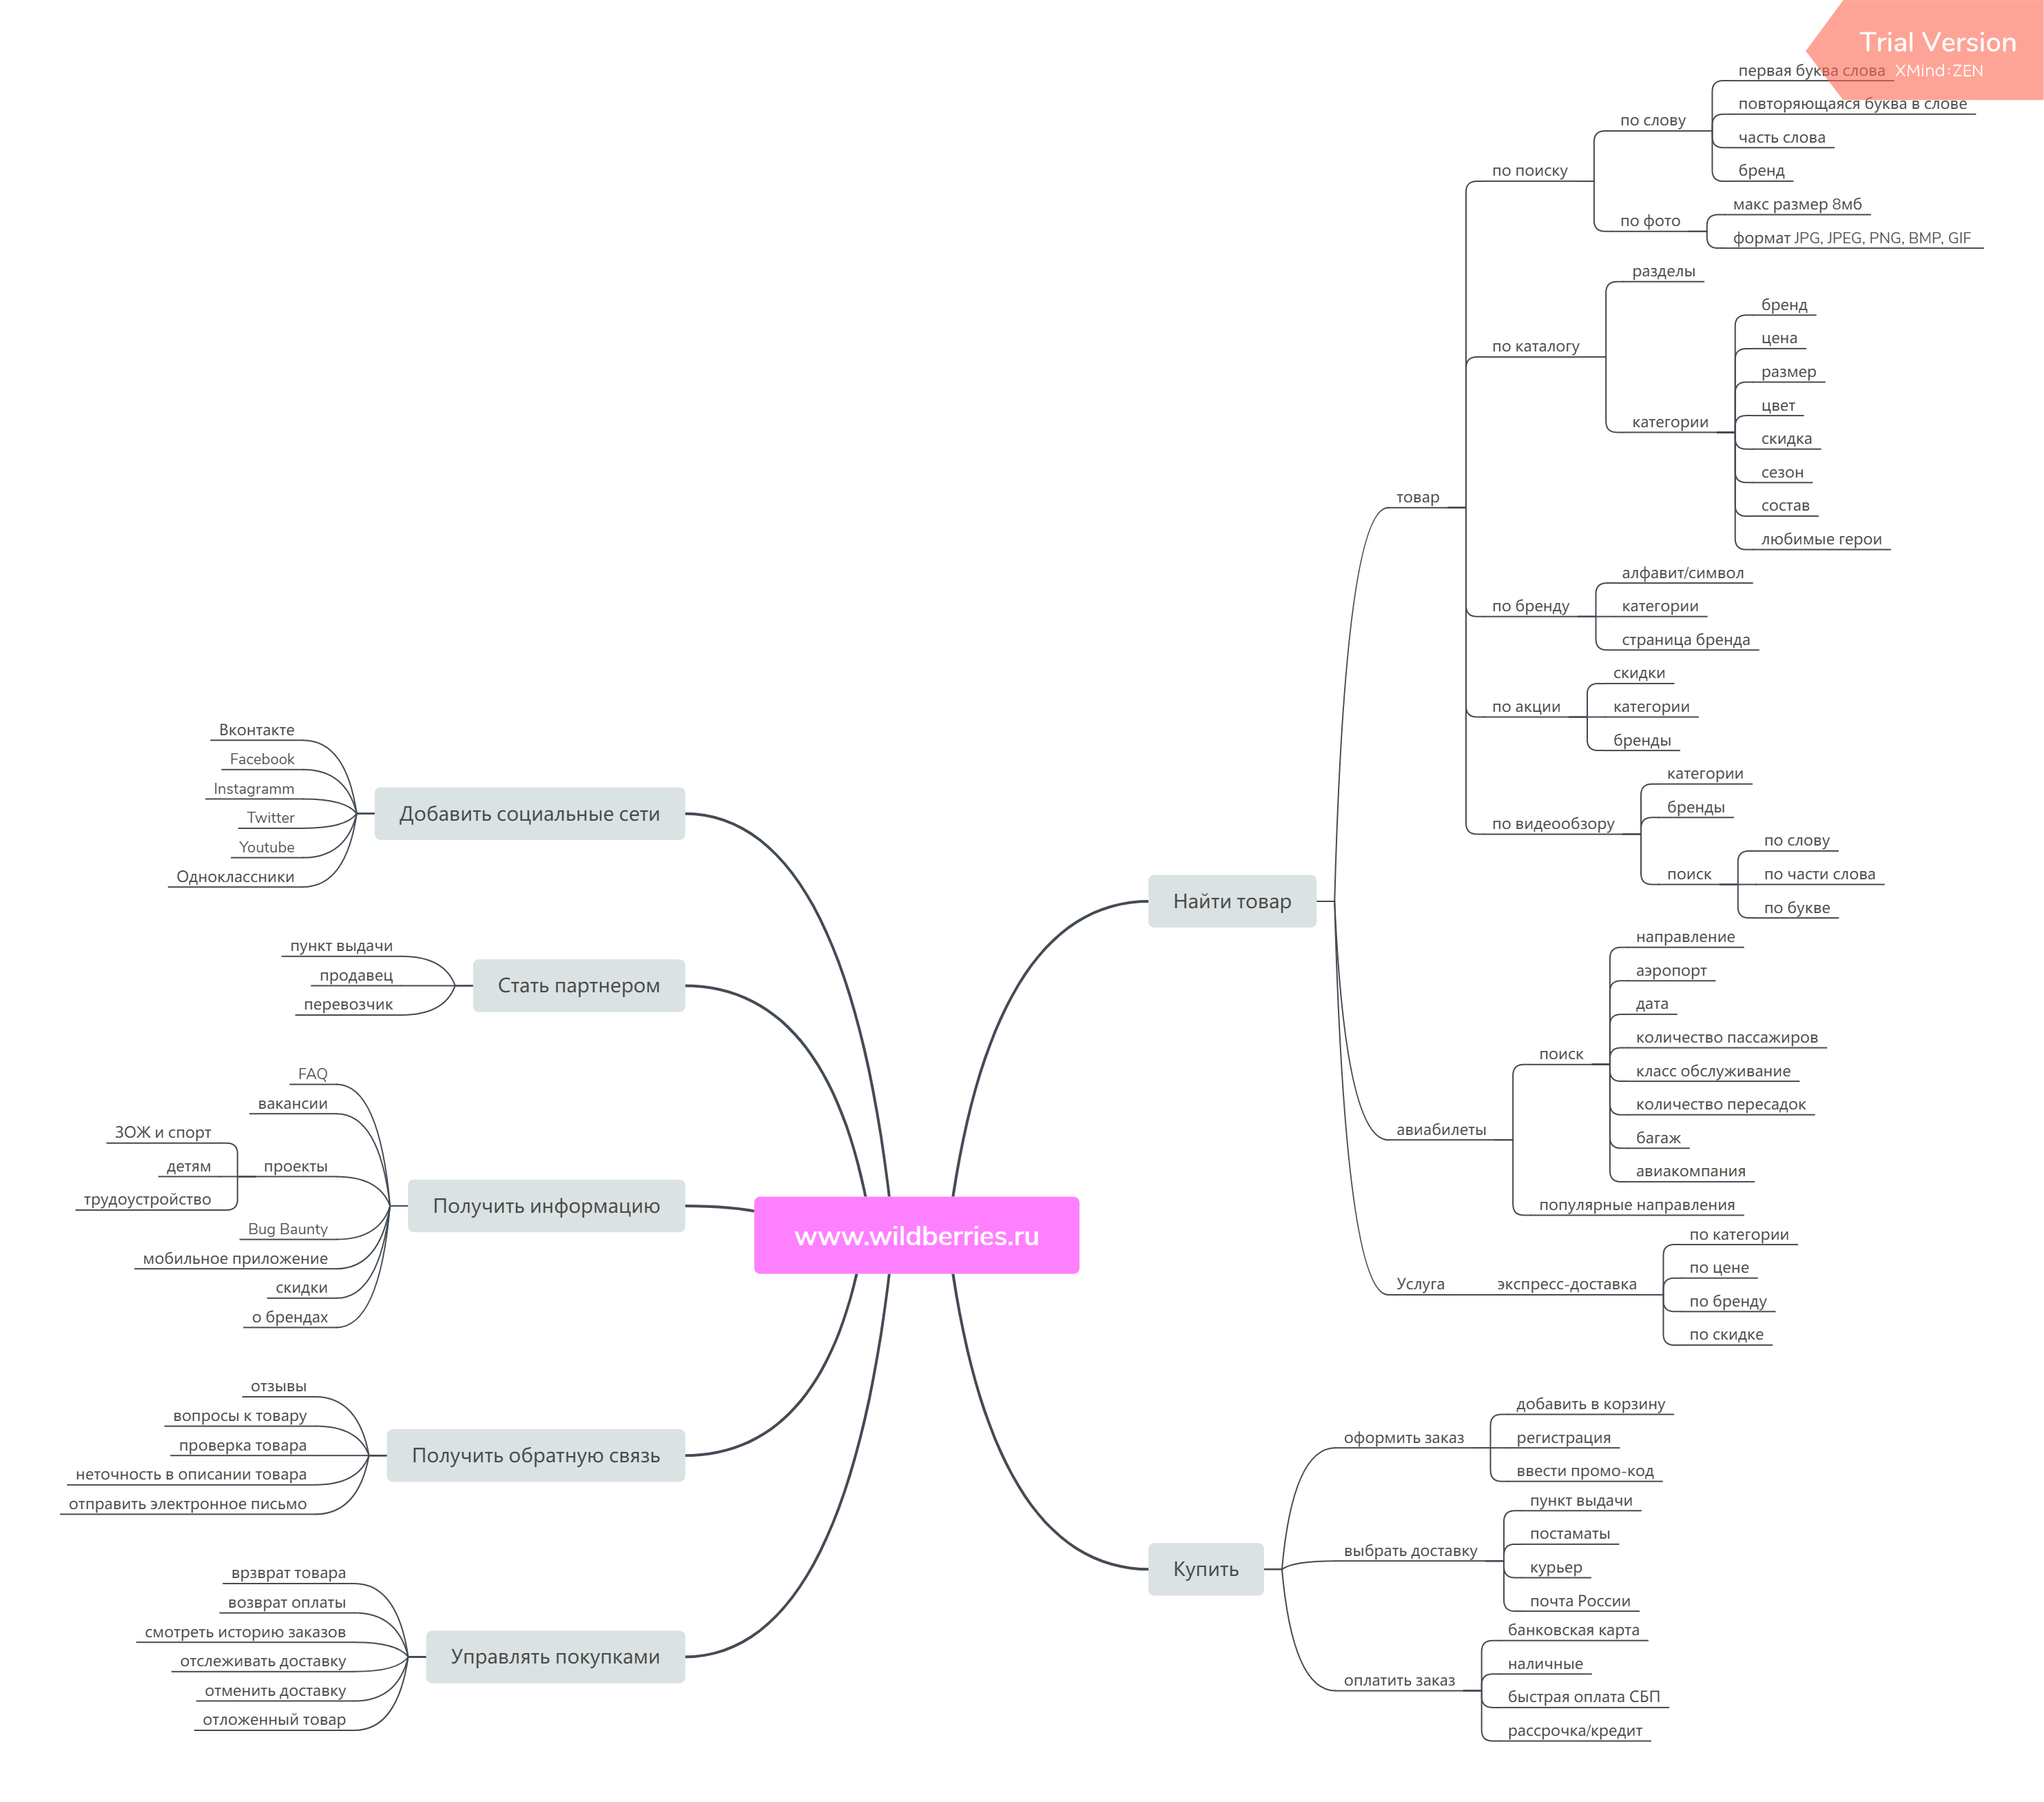 Trial Version
XMind:ZEN
www.wildberries.ru
Найти товар
товар
по поиску
по слову
первая буква слова
повторяющаяся буква в слове
часть слова
бренд
по фото
макс размер 8мб
формат JPG, JPEG, PNG, BMP, GIF
по каталогу
разделы
категории
бренд
цена
размер
цвет
скидка
сезон
состав
любимые герои
по бренду
алфавит/символ
категории
страница бренда
по акции
скидки
категории
бренды
по видеообзору
категории
бренды
поиск
по слову
по части слова
по букве
авиабилеты
поиск
направление
аэропорт
дата
количество пассажиров
класс обслуживание
количество пересадок
багаж
авиакомпания
популярные направления
Услуга
экспресс-доставка
по категории
по цене
по бренду
по скидке
Купить
оформить заказ
добавить в корзину
регистрация
ввести промо-код
выбрать доставку
пункт выдачи
постаматы
курьер
почта России
оплатить заказ
банковская карта
наличные
быстрая оплата СБП
рассрочка/кредит
Добавить социальные сети
Вконтакте
Facebook
Instagramm
Twitter
Youtube
Одноклассники
Стать партнером
пункт выдачи
продавец
перевозчик
Получить информацию
FAQ
вакансии
проекты
ЗОЖ и спорт
детям
трудоустройство
Bug Baunty
мобильное приложение
скидки
о брендах
Получить обратную связь
отзывы
вопросы к товару
проверка товара
неточность в описании товара
отправить электронное письмо
Управлять покупками
врзврат товара
возврат оплаты
смотреть историю заказов
отслеживать доставку
отменить доставку
отложенный товар